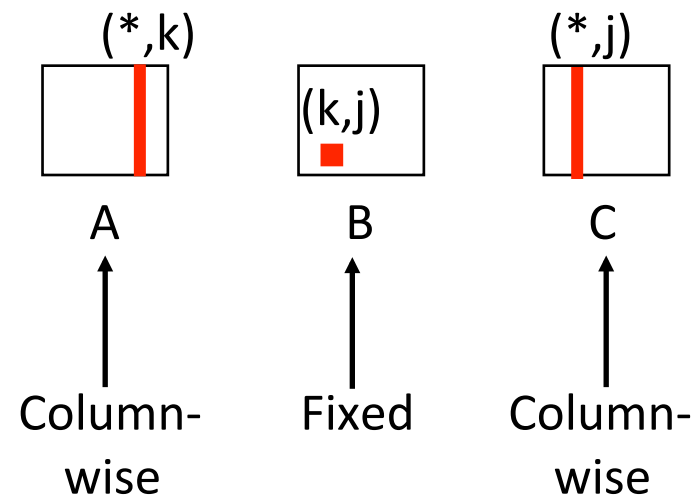 (*,k)
(*,j)
(k,j)
A
B
C
Column-
wise
Fixed
Column-
wise